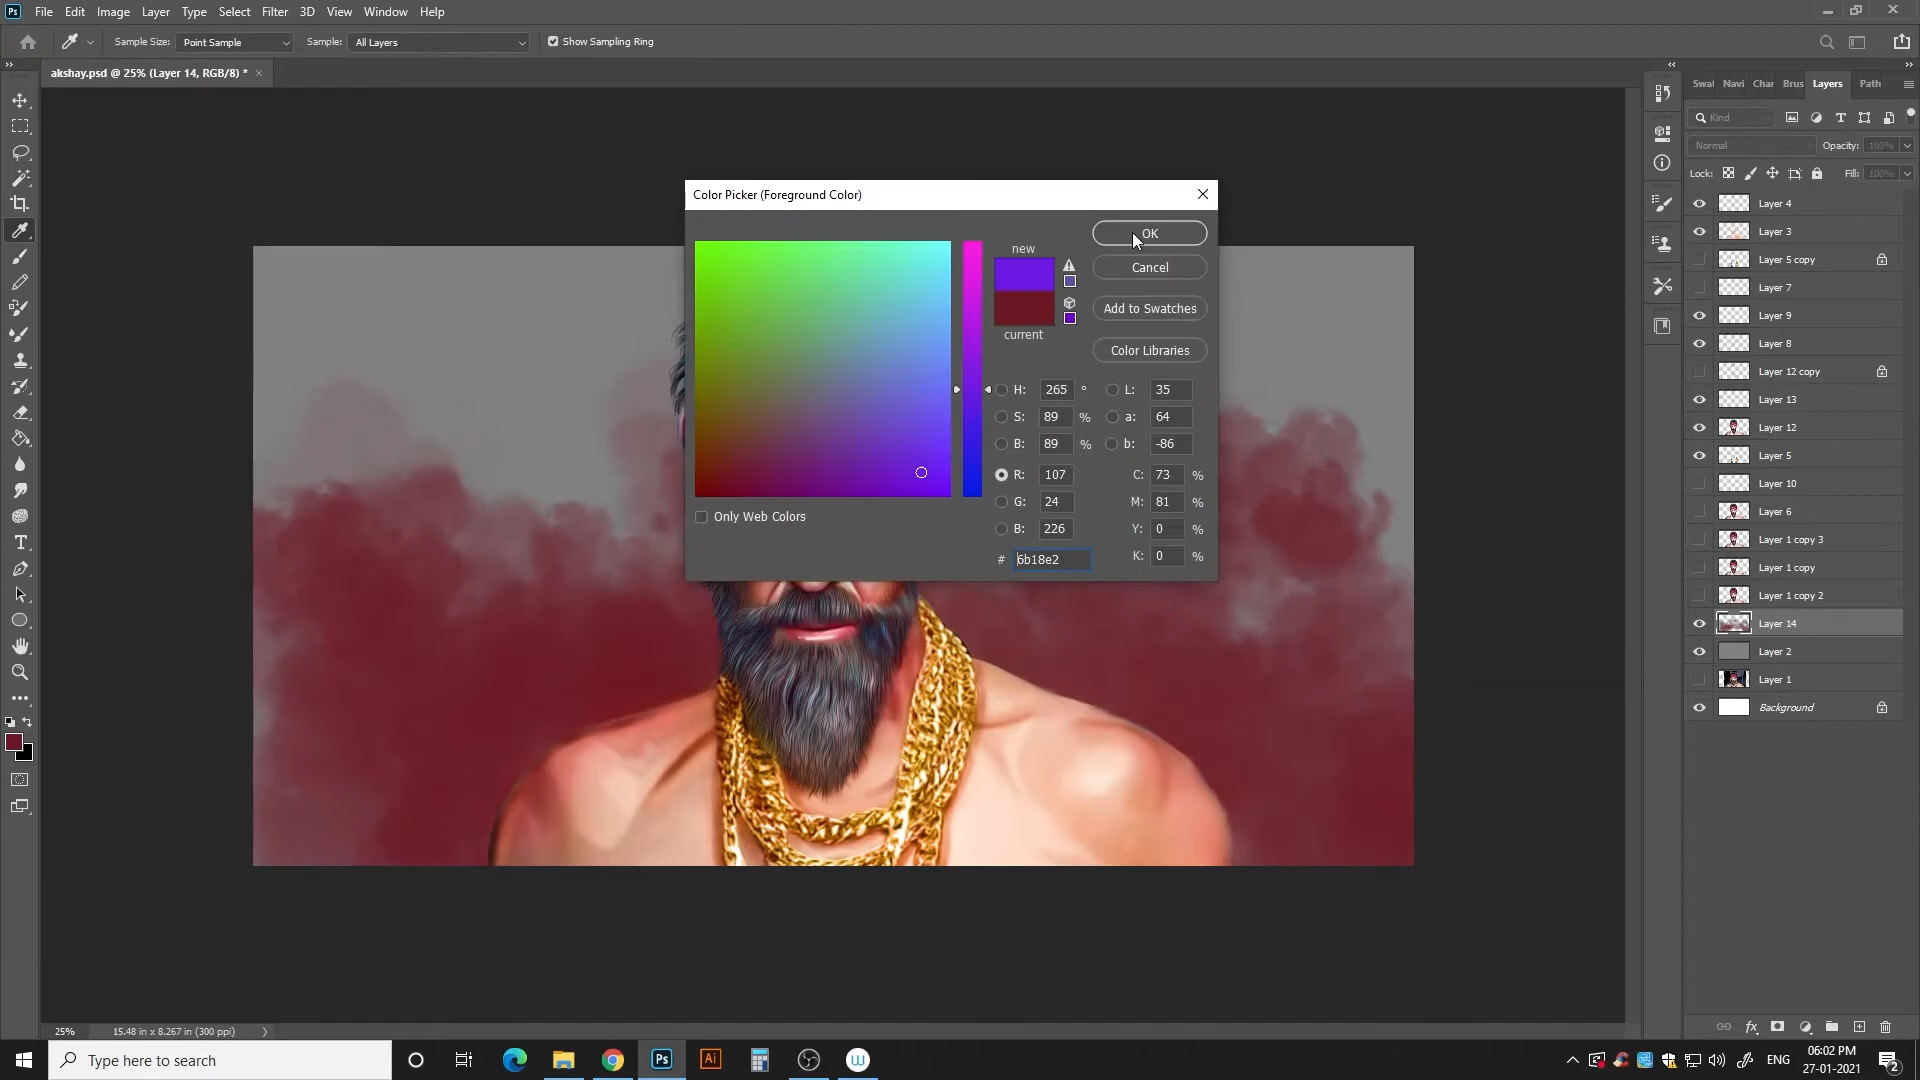 Ps File Edit Image Layer Type Select Filter 3D View Window Help
Sample Size: Point Sample Sample: All Layers Show Sampling Ring
akshay.psd @ 25% (Layer 14, RGB/8) * ×
Swat Navi Char Brus Layers Path
Kind
Normal Opacity: 100%
Lock: Fill: 100%
Layer 4
Layer 3
Layer 5 copy
Layer 7
Layer 9
Layer 8
Layer 12 copy
Layer 13
Layer 12
Layer 5
Layer 10
Layer 6
Layer 1 copy 3
Layer 1 copy
Layer 1 copy 2
Layer 14
Layer 2
Layer 1
Background
Color Picker (Foreground Color)
new
current
OK
Cancel
Add to Swatches
Color Libraries
H: 265 ° L: 35
S: 89 % a: 64
B: 89 % b: -86
R: 107 C: 73 %
G: 24 M: 81 %
B: 226 Y: 0 %
# 6b18e2 K: 0 %
Only Web Colors
25% 15.48 in x 8.267 in (300 ppi)
Type here to search
Ps Ai W
ENG
06:02 PM
27-01-2021
2